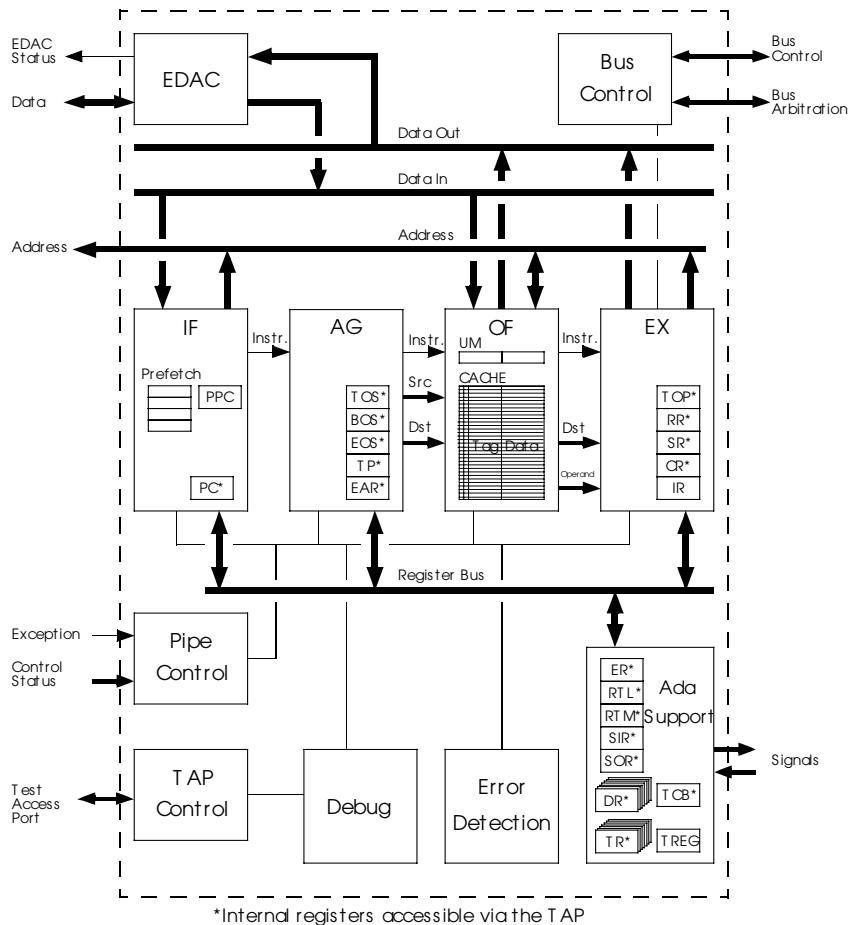 EDAC
Status
Data
EDAC
Bus
Control
Bus
Control
Bus
Arbitration
Data Out
Data In
Address
Address
IF
Prefetch
PPC
PC*
Instr.
AG
TOS*
BOS*
EOS*
TP*
EAR*
Instr.
Src
Dst
OF
UM
CACHE
Tag Data
Instr.
Dst
Operand
EX
TOP*
RR*
SR*
CR*
IR
Register Bus
Exception
Control
Status
Pipe
Control
Test
Access
Port
TAP
Control
Debug
Error
Detection
ER*
RTL*
RTM*
SIR*
SOR*
Ada
Support
DR*
TCB*
TR*
TREG
Signals
*Internal registers accessible via the TAP